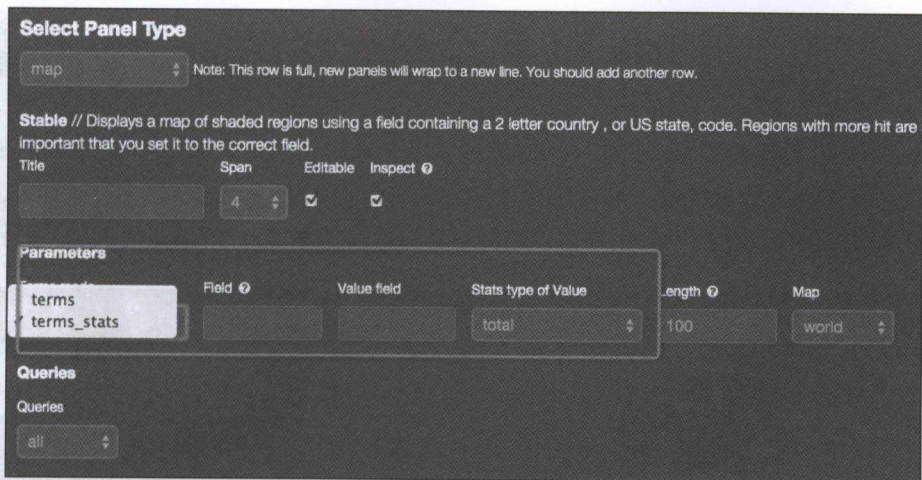 Select Panel Type
map Note: This row is full, new panels will wrap to a new line. You should add another row.
Stable // Displays a map of shaded regions using a field containing a 2 letter country , or US state, code. Regions with more hit are
important that you set it to the correct field.
Title Span Editable Inspect
4
Parameters
Field Value field Stats type of Value Length Map
terms
✓ terms_stats total 100 world
Queries
Queries
all